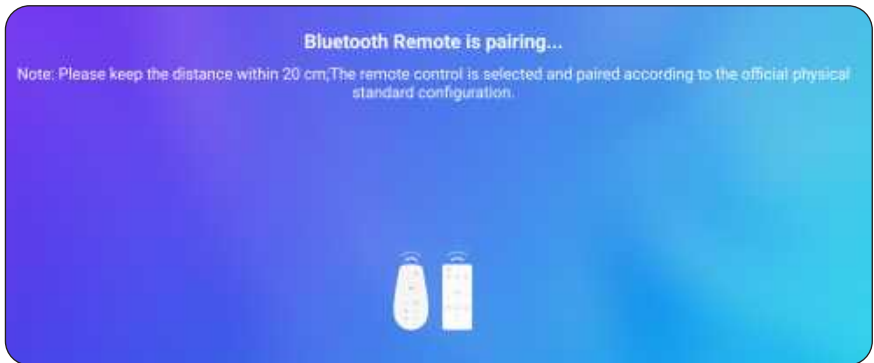 Bluetooth Remote is pairing...
Note: Please keep the distance within 20 cm,The remote control is selected and paired according to the official physical
standard configuration.